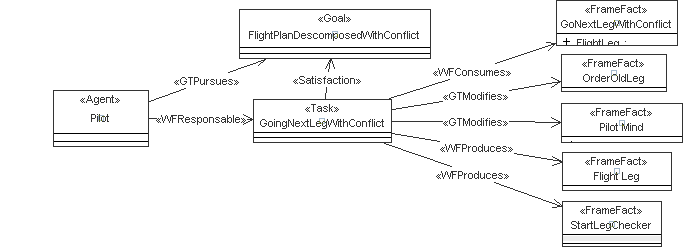 «Goal»
FlightPlanDescomposedWithConflict
«FrameFact»
GoNextLegWithConflict
+ FlightLeg :
«GTPursues»
«Satisfaction»
«WFConsumes»
«FrameFact»
OrderOldLeg
«Agent»
Pilot
«WFResponsable»
«Task»
GoingNextLegWithConflict
«GTModifies»
«GTModifies»
«FrameFact»
Pilot Mind
«WFProduces»
«FrameFact»
Flight Leg
«WFProduces»
«FrameFact»
StartLegChecker